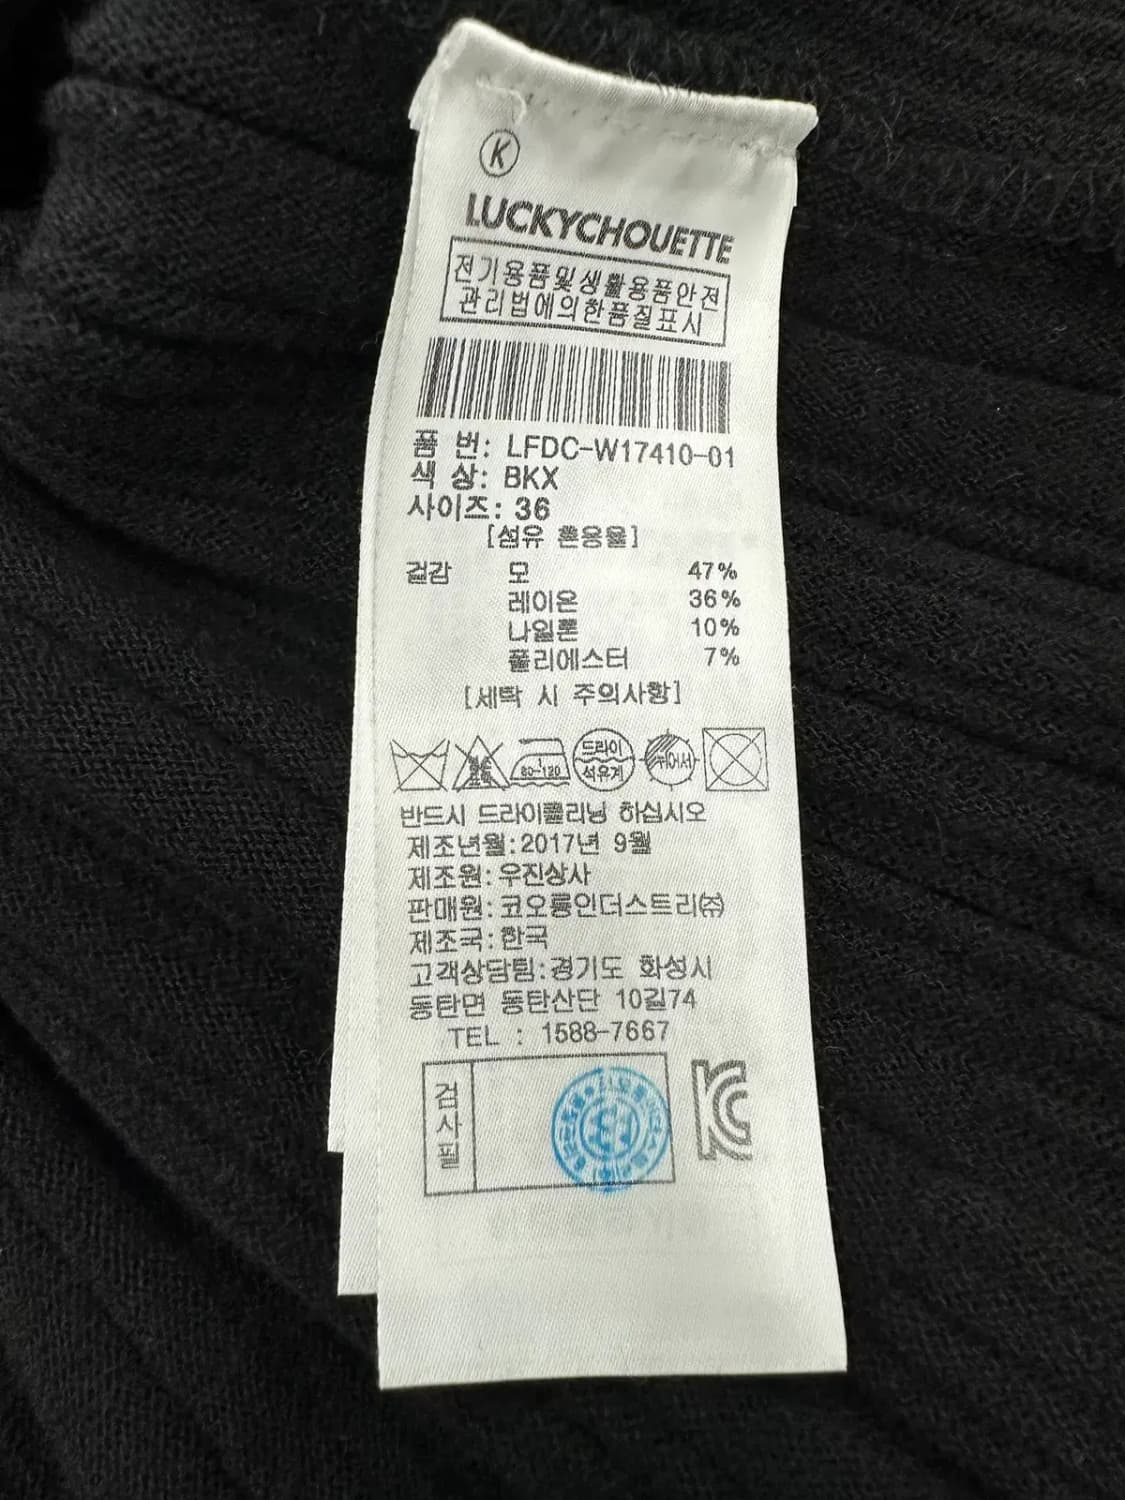 K
LUCKYCHOUETTE
전기용품및생활용품안전
관리법에의한품질표시
품 번: LFDC-W17410-01
색 상: BKX
사이즈: 36
[섬유 혼용율]
겉감 모 47%
레이온 36%
나일론 10%
폴리에스터 7%
[세탁 시 주의사항]
80~120 드라이 석유계 뉘어서
반드시 드라이클리닝 하십시오
제조년월:2017년 9월
제조원:우진상사
판매원:코오롱인더스트리㈜
제조국:한국
고객상담팀:경기도 화성시
동탄면 동탄산단 10길74
TEL : 1588-7667
검사필